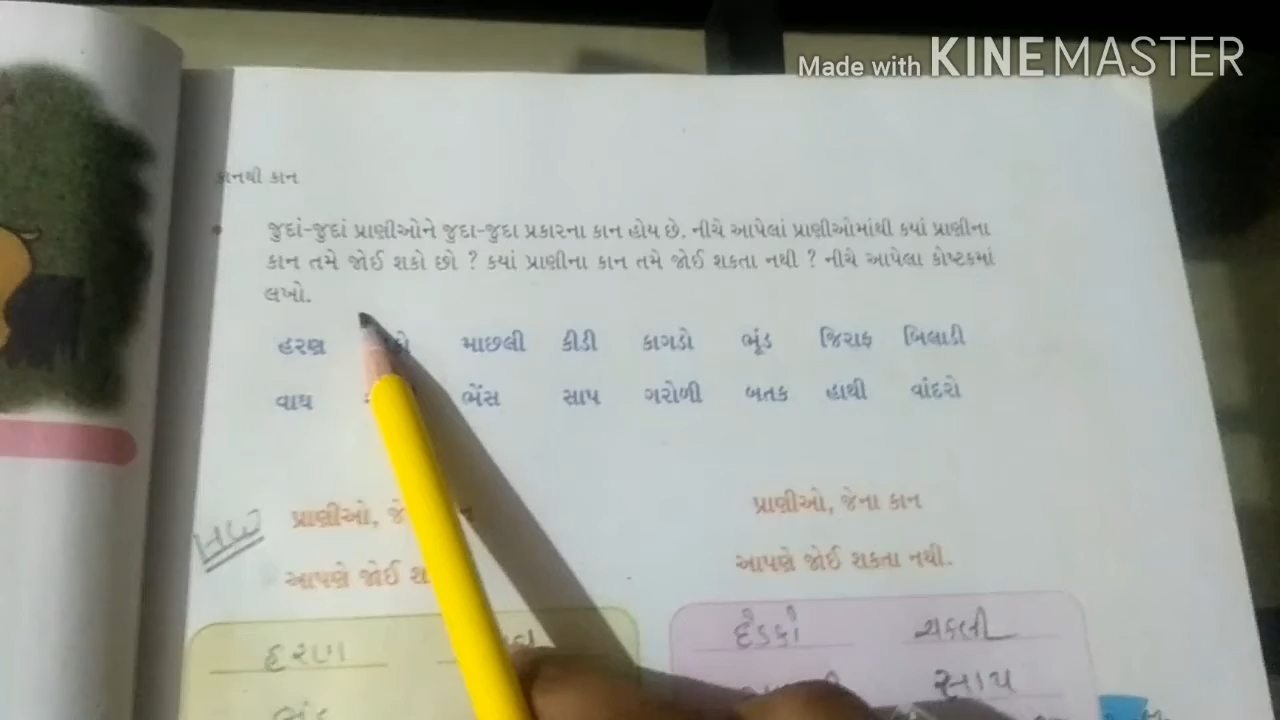 Made with KINEMASTER
કાનથી કાન
• જુદાં-જુદાં પ્રાણીઓને જુદા-જુદા પ્રકારના કાન હોય છે. નીચે આપેલાં પ્રાણીઓમાંથી કયાં પ્રાણીના
કાન તમે જોઈ શકો છો ? કયાં પ્રાણીના કાન તમે જોઈ શકતા નથી ? નીચે આપેલા કોષ્ટકમાં
લખો.
હરણ માછલી કીડી કાગડો ભૂંડ જિરાફ બિલાડી
વાઘ ભેંસ સાપ ગરોળી બતક હાથી વાંદરો
પ્રાણીઓ, પ્રાણીઓ, જેના કાન
આપણે જોઈ આપણે જોઈ શકતા નથી.
હરણ દેડકો ચકલી
સાપ